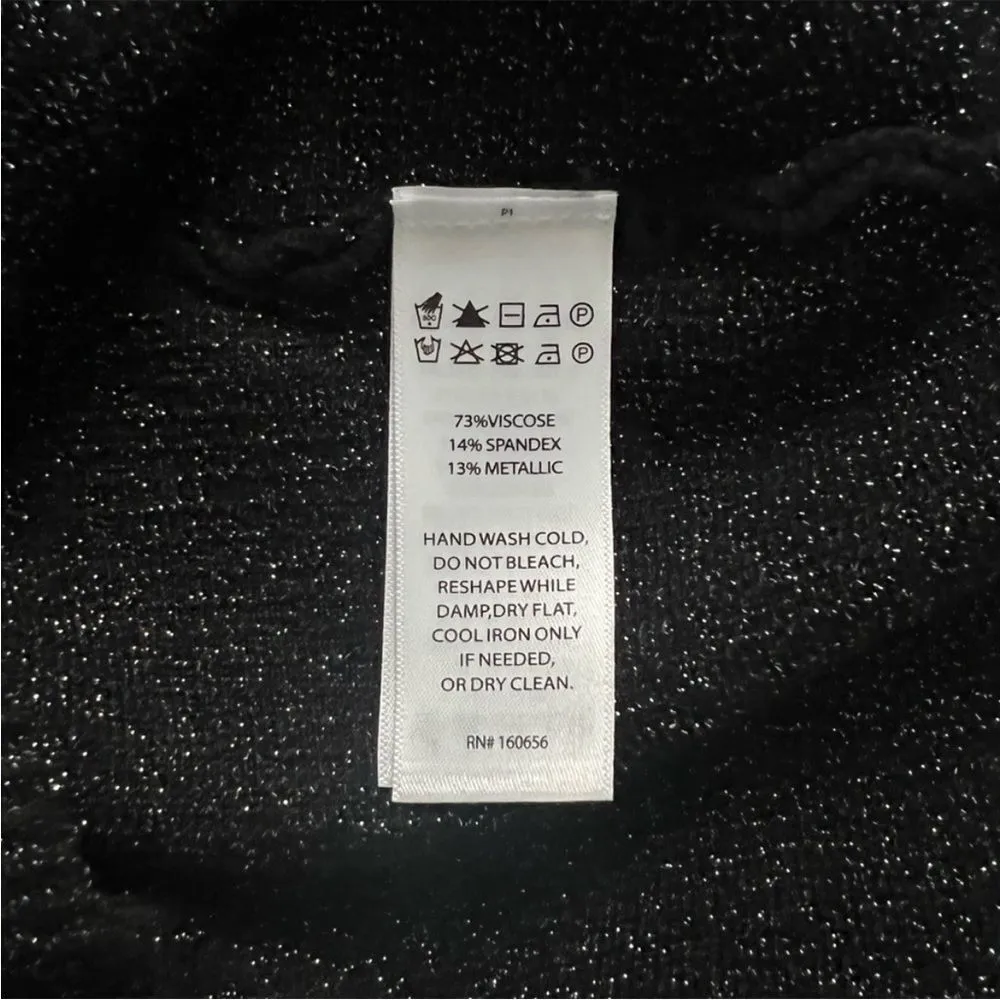 P1
P
P
73%VISCOSE
14% SPANDEX
13% METALLIC
HAND WASH COLD,
DO NOT BLEACH,
RESHAPE WHILE
DAMP,DRY FLAT,
COOL IRON ONLY
IF NEEDED,
OR DRY CLEAN.
RN# 160656